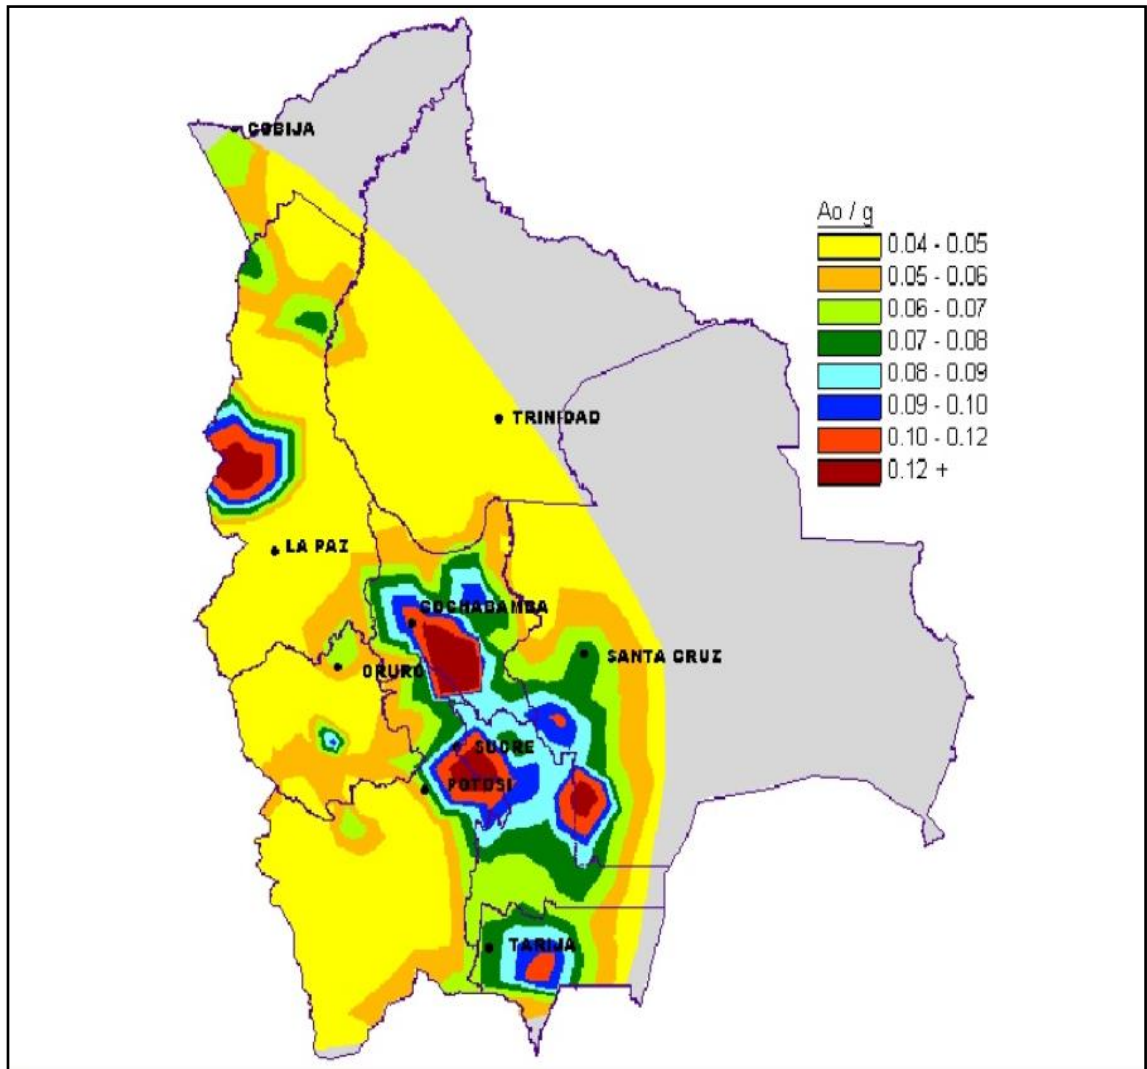 COBIJA
Ao / g
0.04 - 0.05
0.05 - 0.06
0.06 - 0.07
0.07 - 0.08
0.08 - 0.09
0.09 - 0.10
0.10 - 0.12
0.12 +
TRINIDAD
LA PAZ
COCHABAMBA
SANTA CRUZ
ORURO
SUCRE
POTOSI
TARIJA